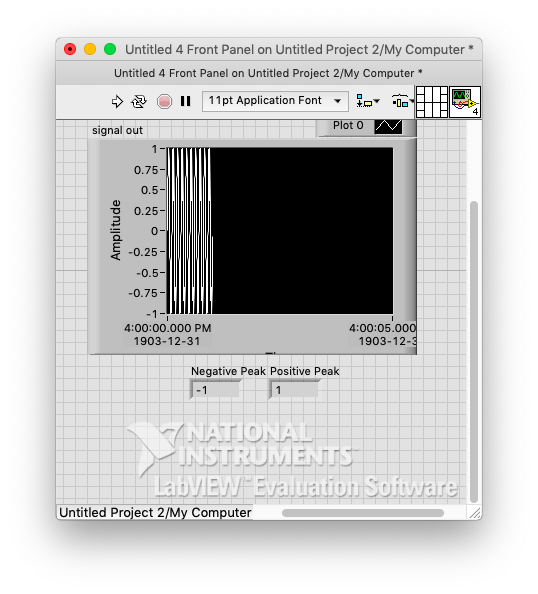 Untitled 4 Front Panel on Untitled Project 2/My Computer *
Untitled 4 Front Panel on Untitled Project 2/My Computer *
11pt Application Font
4
signal out
Plot 0
Amplitude
1
0.75
0.5
0.25
0
-0.25
-0.5
-0.75
-1
4:00:00.000 PM
1903-12-31
4:00:05.000
1903-12-3
Negative Peak
Positive Peak
-1
1
NATIONAL
INSTRUMENTS™
LabVIEW™ Evaluation Software
Untitled Project 2/My Computer